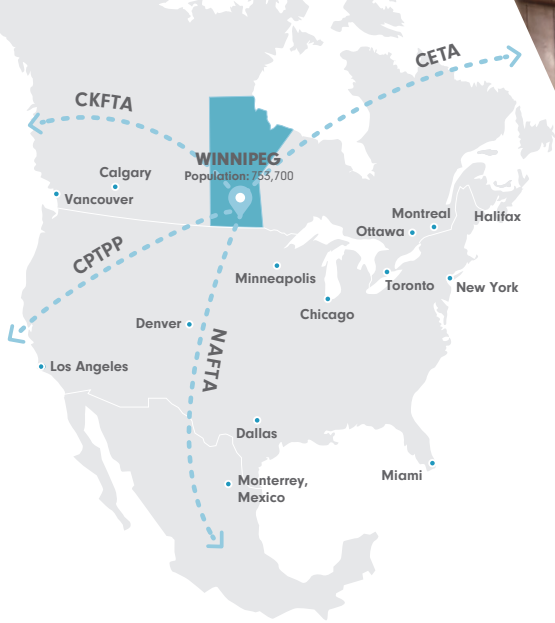 CETA
CKFTA
WINNIPEG
Population: 753,700
Calgary
Vancouver
Montreal
Halifax
Ottawa
CPTPP
Minneapolis
Toronto
New York
Chicago
Denver
NAFTA
Los Angeles
Dallas
Miami
Monterrey,
Mexico